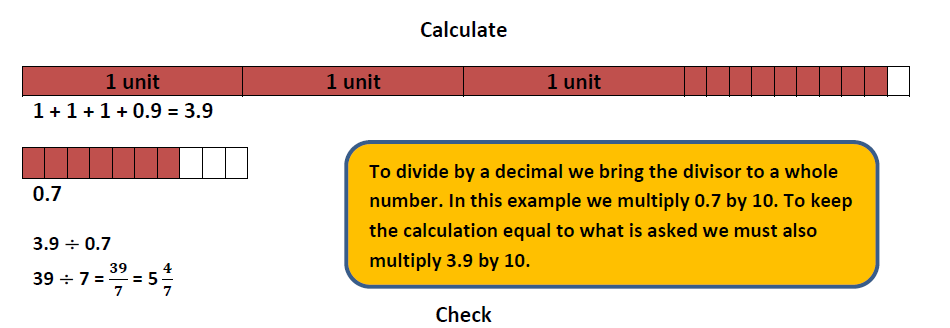 Calculate
1 unit 1 unit 1 unit
1 + 1 + 1 + 0.9 = 3.9
0.7
To divide by a decimal we bring the divisor to a whole
number. In this example we multiply 0.7 by 10. To keep
the calculation equal to what is asked we must also
multiply 3.9 by 10.
3.9 ÷ 0.7
39 ÷ 7 = 39/7 = 5 4/7
Check